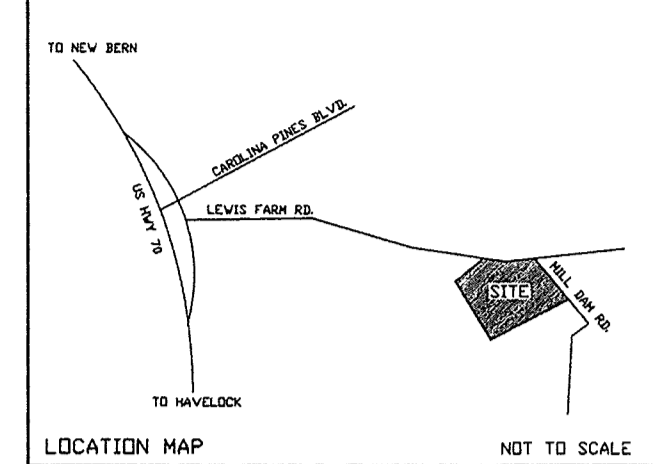 TO NEW BERN
CAROLINA PINES BLVD.
US HWY 70
LEWIS FARM RD.
SITE
MILL DAM RD.
TO HAVELOCK
LOCATION MAP
NOT TO SCALE